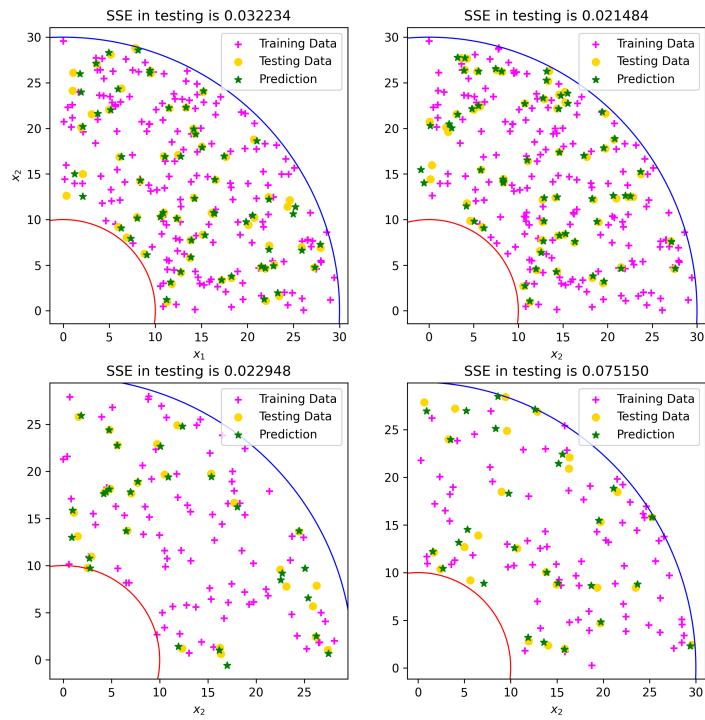 SSE in testing is 0.032234
Training Data
Testing Data
Prediction
30
25
20
15
10
5
0
x₂
0 5 10 15 20 25 30
x₁
SSE in testing is 0.021484
Training Data
Testing Data
Prediction
30
25
20
15
10
5
0
0 5 10 15 20 25 30
x₂
SSE in testing is 0.022948
Training Data
Testing Data
Prediction
25
20
15
10
5
0
0 5 10 15 20 25
x₂
SSE in testing is 0.075150
Training Data
Testing Data
Prediction
25
20
15
10
5
0
0 5 10 15 20 25 30
x₂